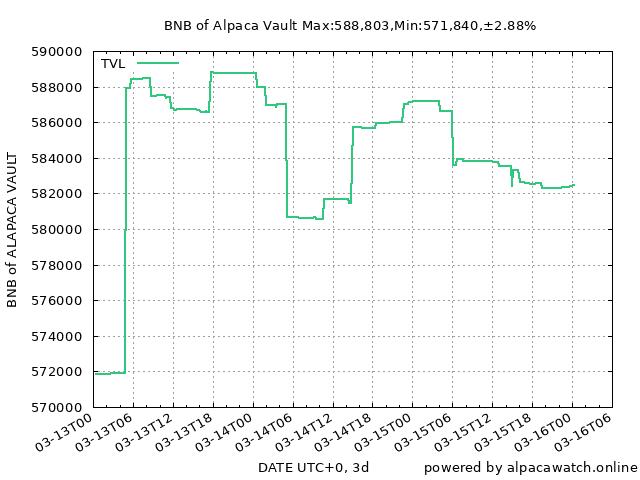 BNB of Alpaca Vault Max:588,803,Min:571,840,±2.88%
TVL
590000
588000
586000
584000
582000
580000
578000
576000
574000
572000
570000
BNB of ALAPACA VAULT
03-13T00
03-13T06
03-13T12
03-13T18
03-14T00
03-14T06
03-14T12
03-14T18
03-15T00
03-15T06
03-15T12
03-15T18
03-16T00
03-16T06
DATE UTC+0, 3d
powered by alpacawatch.online